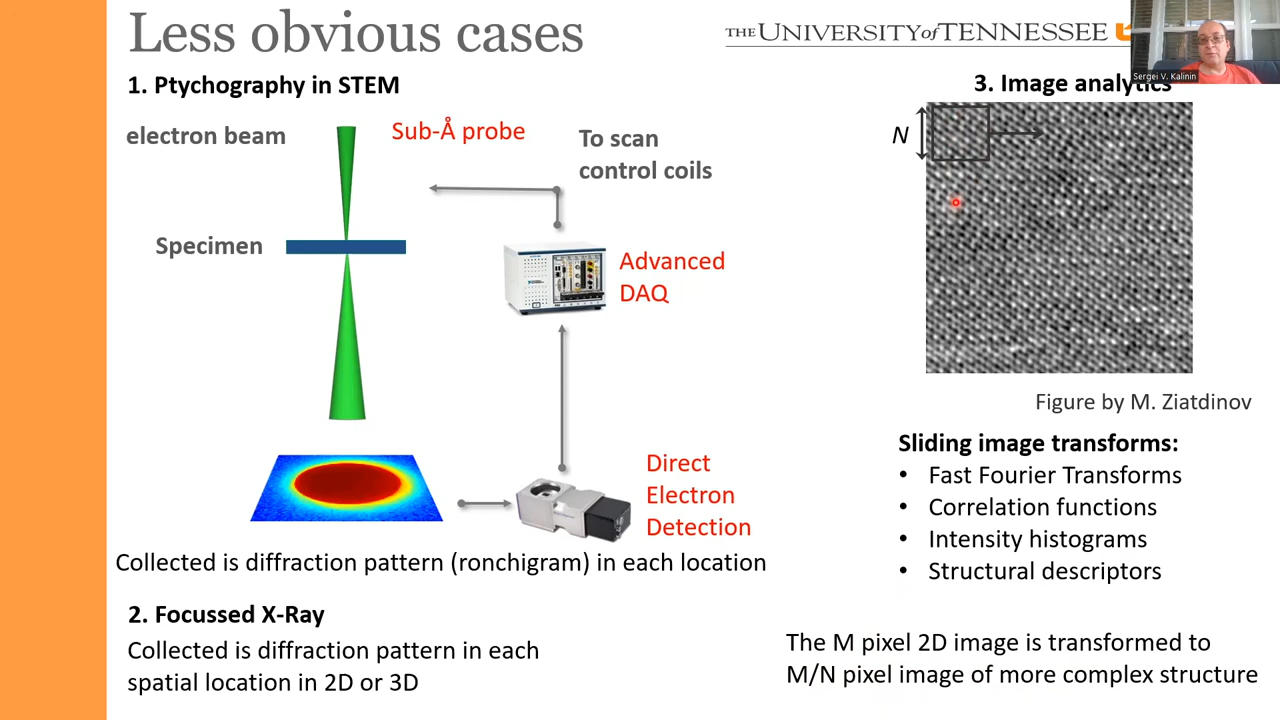 Less obvious cases
THE UNIVERSITY of TENNESSEE
Sergei V. Kalinin
1. Ptychography in STEM
electron beam
Sub-Å probe
To scan
control coils
Specimen
Advanced
DAQ
Direct
Electron
Detection
Collected is diffraction pattern (ronchigram) in each location
2. Focussed X-Ray
Collected is diffraction pattern in each
spatial location in 2D or 3D
3. Image analytics
N
Figure by M. Ziatdinov
Sliding image transforms:
• Fast Fourier Transforms
• Correlation functions
• Intensity histograms
• Structural descriptors
The M pixel 2D image is transformed to
M/N pixel image of more complex structure